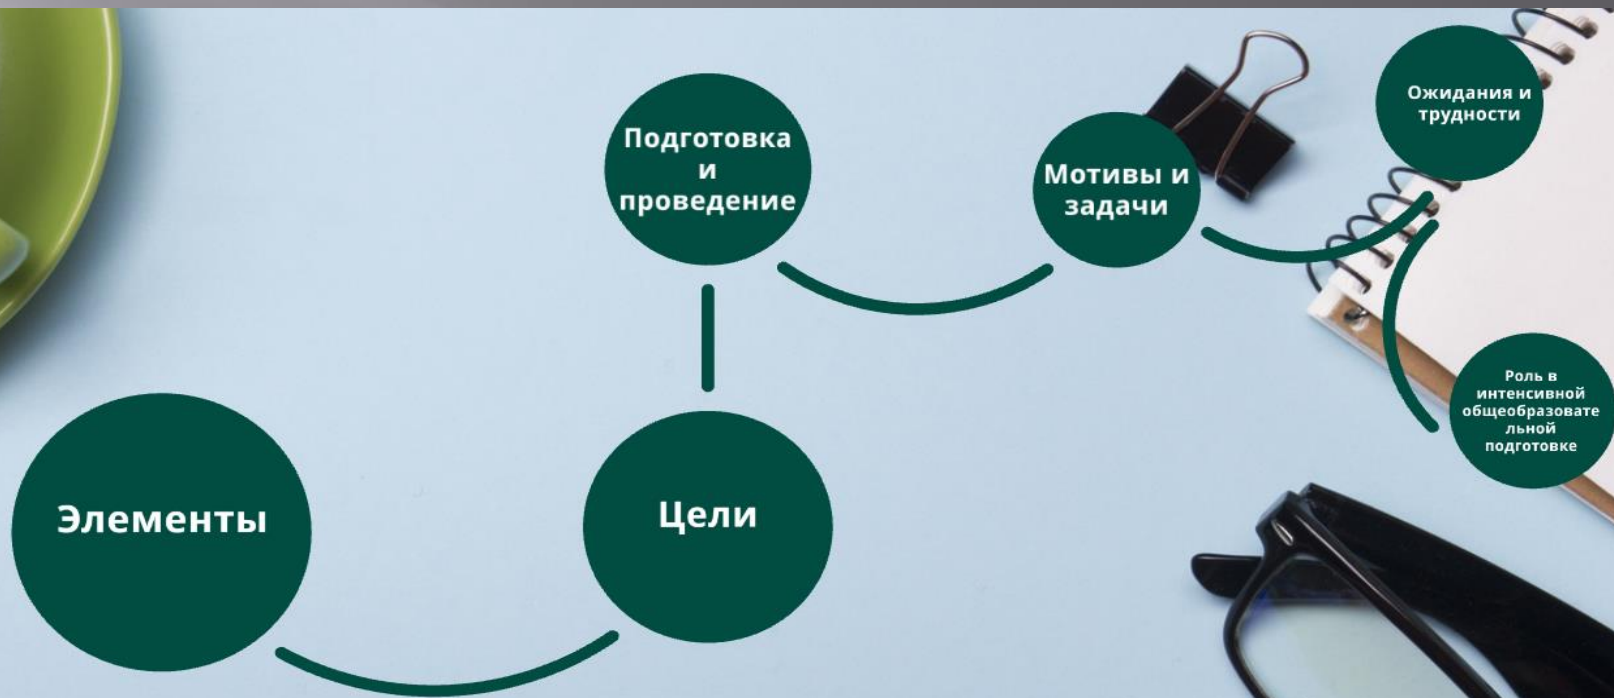 Элементы
Цели
Подготовка
и
проведение
Мотивы и
задачи
Ожидания и
трудности
Роль в
интенсивной
общеобразовате
льной
подготовке